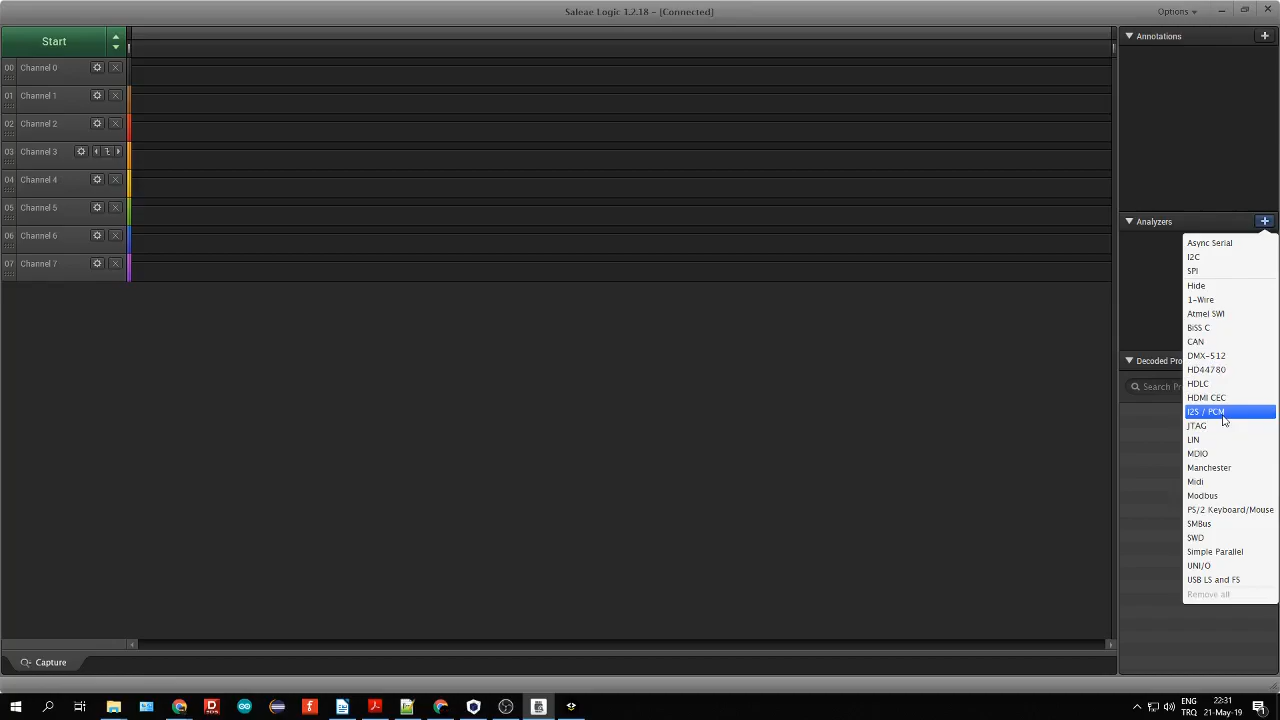 Saleae Logic 1.2.18 - [Connected]
Options
Start
Annotations
00 Channel 0
01 Channel 1
02 Channel 2
03 Channel 3
04 Channel 4
05 Channel 5
06 Channel 6
07 Channel 7
Analyzers
Async Serial
I2C
SPI
Hide
1-Wire
Atmel SWI
BiSS C
CAN
DMX-512
HD44780
HDLC
HDMI CEC
I2S / PCM
JTAG
LIN
MDIO
Manchester
Midi
Modbus
PS/2 Keyboard/Mouse
SMBus
SWD
Simple Parallel
UNI/O
USB LS and FS
Remove all
Decoded Pro
Search Pr
Capture
ENG
TRQ
22:31
21-May-19